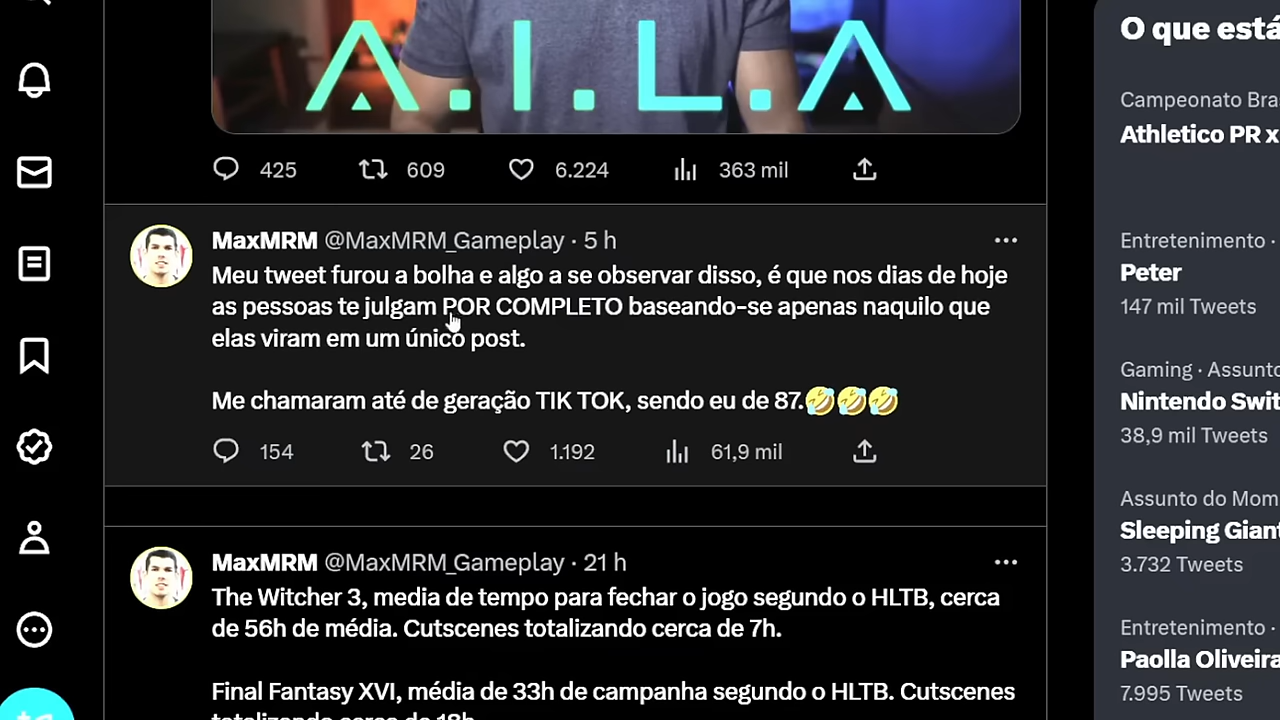 A.I.L.A
425 609 6.224 363 mil
MaxMRM @MaxMRM_Gameplay · 5 h
Meu tweet furou a bolha e algo a se observar disso, é que nos dias de hoje
as pessoas te julgam POR COMPLETO baseando-se apenas naquilo que
elas viram em um único post.
Me chamaram até de geração TIK TOK, sendo eu de 87.🤣🤣🤣
154 26 1.192 61,9 mil
MaxMRM @MaxMRM_Gameplay · 21 h
The Witcher 3, media de tempo para fechar o jogo segundo o HLTB, cerca
de 56h de média. Cutscenes totalizando cerca de 7h.
Final Fantasy XVI, média de 33h de campanha segundo o HLTB. Cutscenes
totalizando cerca de 18h
O que está
Campeonato Bra
Athletico PR x
Entretenimento ·
Peter
147 mil Tweets
Gaming · Assunto
Nintendo Swit
38,9 mil Tweets
Assunto do Mom
Sleeping Giant
3.732 Tweets
Entretenimento ·
Paolla Oliveira
7.995 Tweets